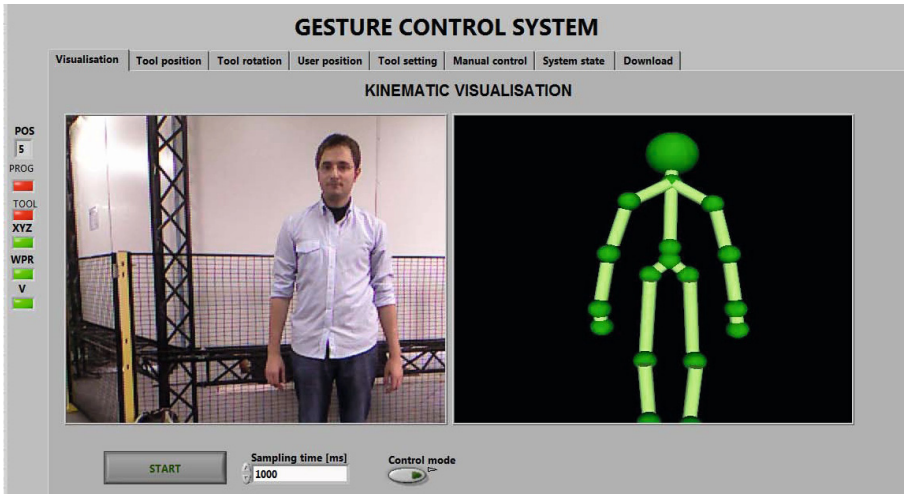 GESTURE CONTROL SYSTEM
Visualisation Tool position Tool rotation User position Tool setting Manual control System state Download
KINEMATIC VISUALISATION
POS
5
PROG
TOOL
XYZ
WPR
V
START
Sampling time [ms]
1000
Control mode